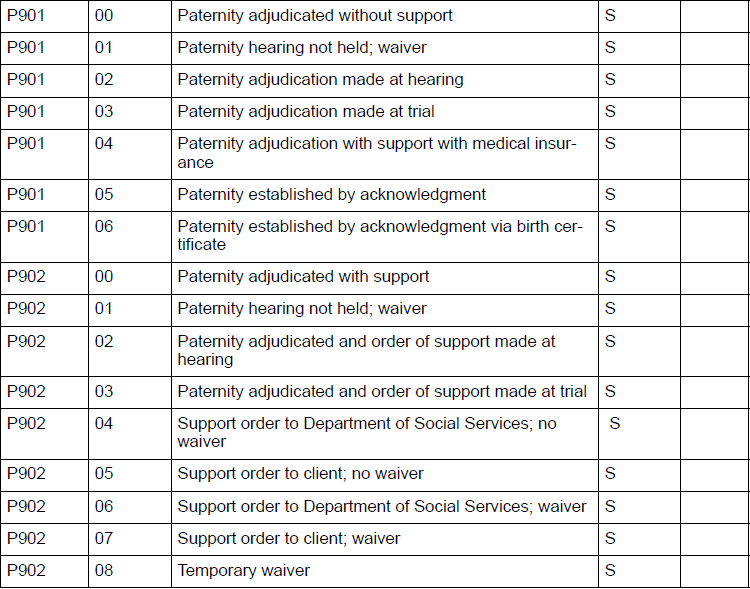 P901 00 Paternity adjudicated without support S
P901 01 Paternity hearing not held; waiver S
P901 02 Paternity adjudication made at hearing S
P901 03 Paternity adjudication made at trial S
P901 04 Paternity adjudication with support with medical insur- S
ance
P901 05 Paternity established by acknowledgment S
P901 06 Paternity established by acknowledgment via birth cer- S
tificate
P902 00 Paternity adjudicated with support S
P902 01 Paternity hearing not held; waiver S
P902 02 Paternity adjudicated and order of support made at S
hearing
P902 03 Paternity adjudicated and order of support made at trial S
P902 04 Support order to Department of Social Services; no S
waiver
P902 05 Support order to client; no waiver S
P902 06 Support order to Department of Social Services; waiver S
P902 07 Support order to client; waiver S
P902 08 Temporary waiver S